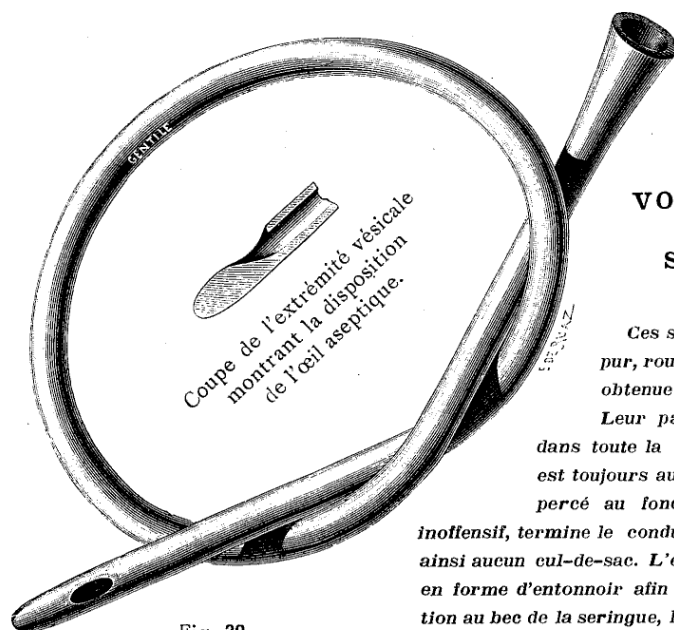 GENTILE
Coupe de l'extrémité vésicale
montrant la disposition
de l'œil aseptique.
VO
S
Ces s
pur, rou
obtenue
Leur pa
dans toute la
est toujours au
percé au fond
inoffensif, termine le condu
ainsi aucun cul-de-sac. L'e
en forme d'entonnoir afin
tion au bec de la seringue, l